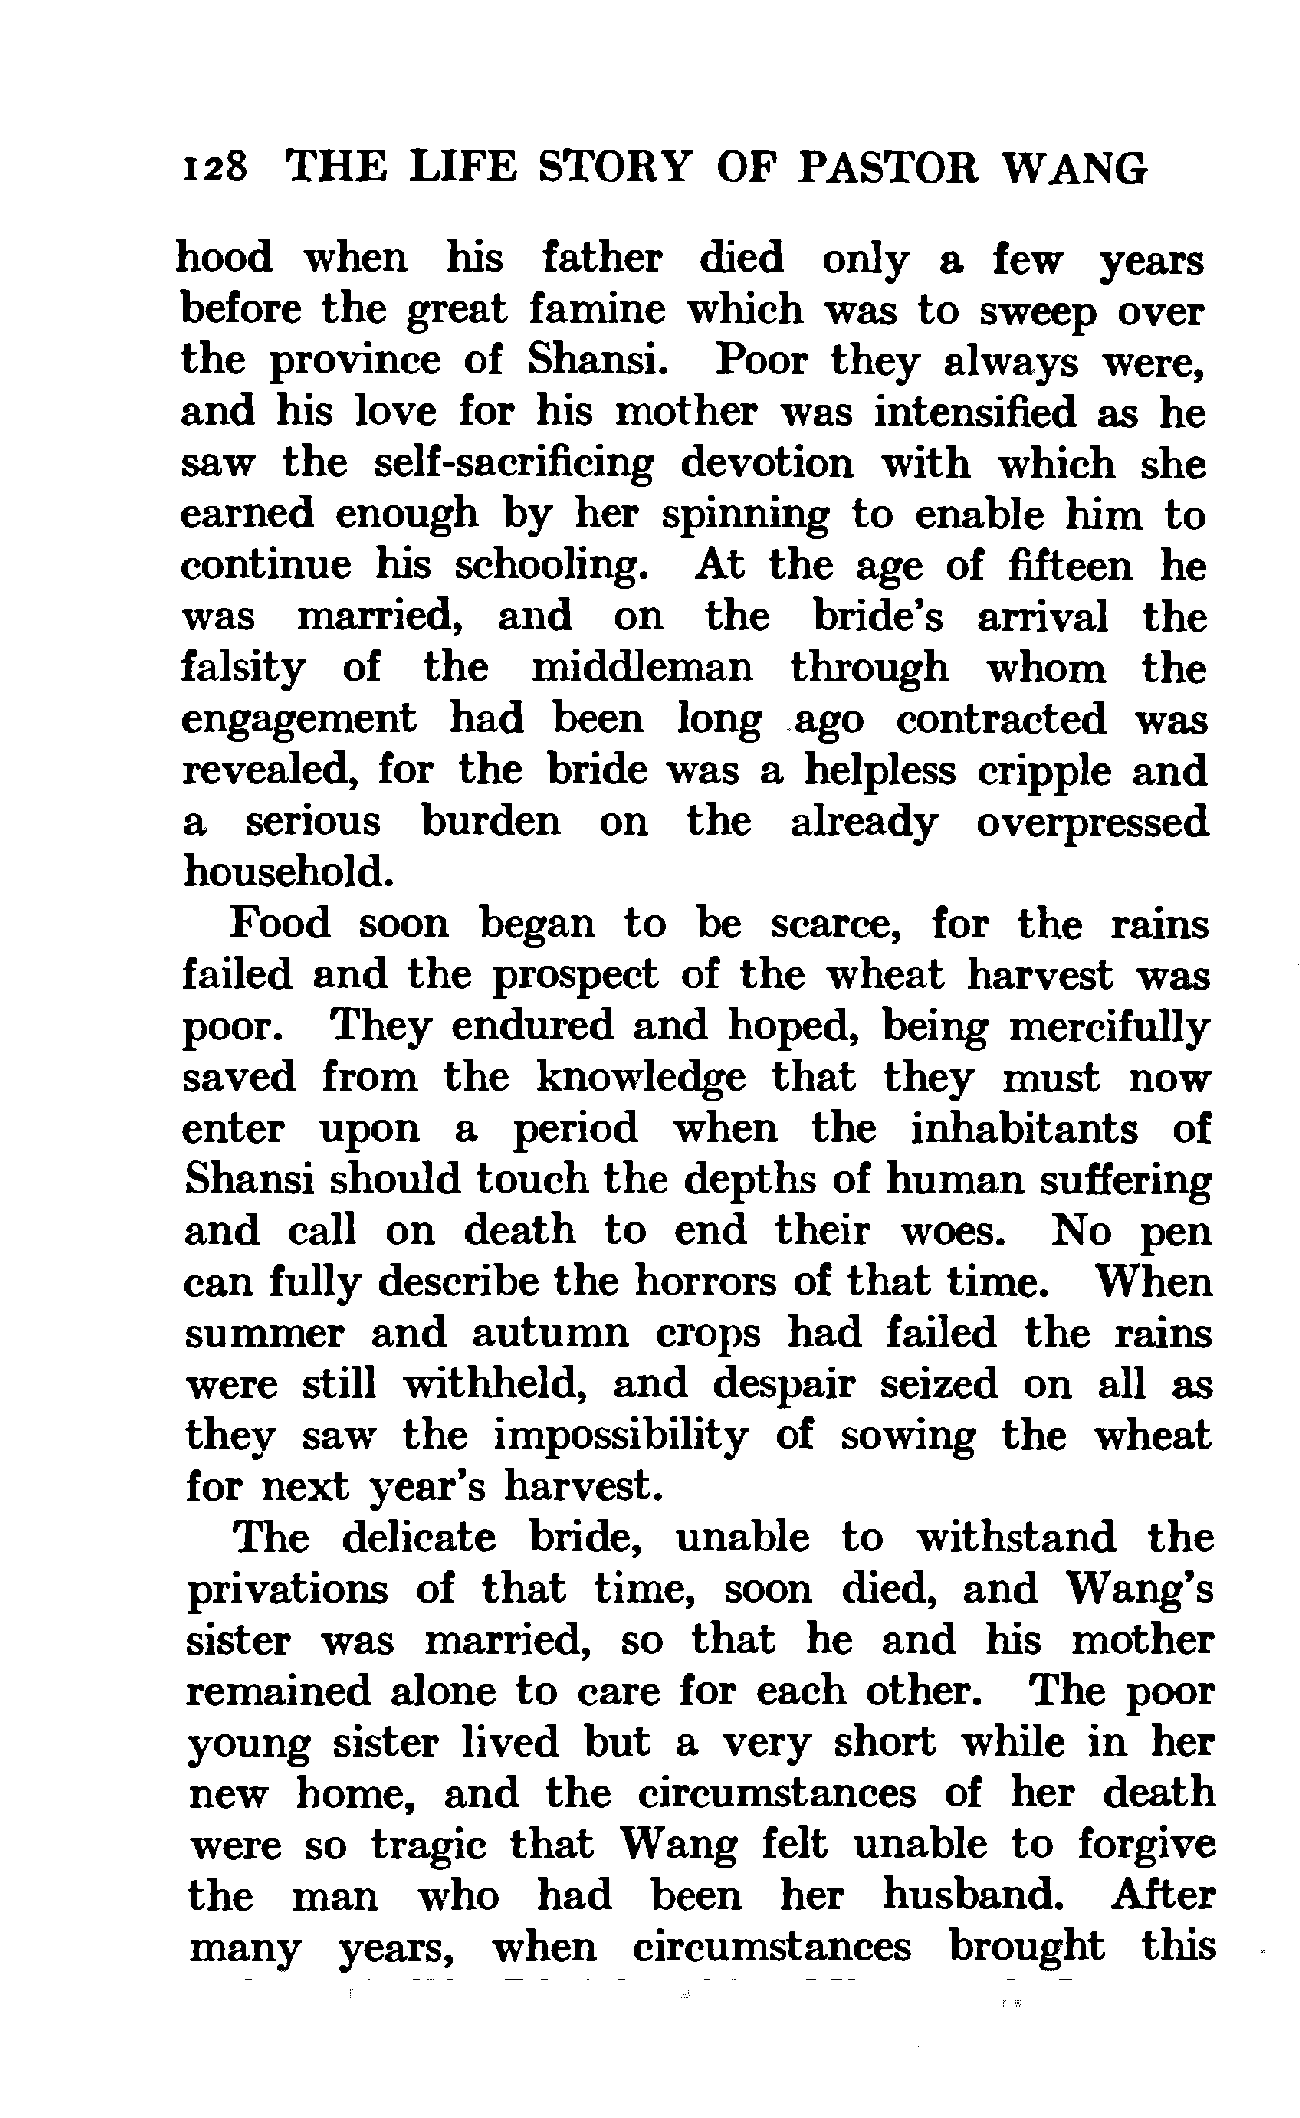 128 THE LIFE STORY OF PASTOR WANG
hood when his father died only a few years
before the great famine which was to sweep over
the province of Shansi. Poor they always were,
and his love for his mother was intensified as he
saw the self-sacrificing devotion with which she
earned enough by her spinning to enable him to
continue his schooling. At the age of fifteen he
was married, and on the bride's arrival the
falsity of the middleman through whom the
engagement had been long ago contracted was
revealed, for the bride was a helpless cripple and
a serious burden on the already overpressed
household.
Food soon began to be scarce, for the rains
failed and the prospect of the wheat harvest was
poor. They endured and hoped, being mercifully
saved from the knowledge that they must now
enter upon a period when the inhabitants of
Shansi should touch the depths of human suffering
and call on death to end their woes. No pen
can fully describe the horrors of that time. When
summer and autumn crops had failed the rains
were still withheld, and despair seized on all as
they saw the impossibility of sowing the wheat
for next year's harvest.
The delicate bride, unable to withstand the
privations of that time, soon died, and Wang's
sister was married, so that he and his mother
remained alone to care for each other. The poor
young sister lived but a very short while in her
new home, and the circumstances of her death
were so tragic that Wang felt unable to forgive
the man who had been her husband. After
many years, when circumstances brought this